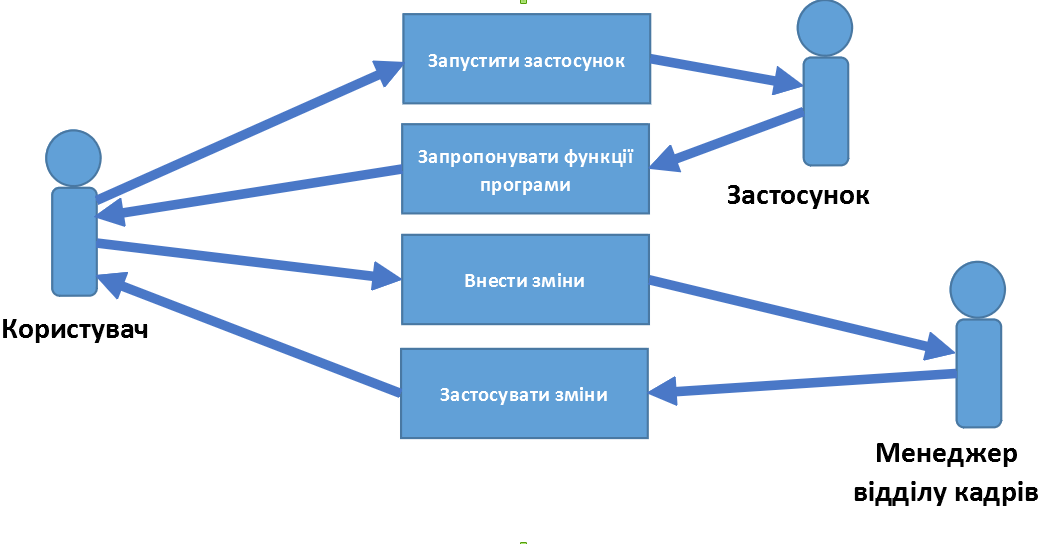 Запустити застосунок
Запропонувати функції
програми
Застосунок
Внести зміни
Користувач
Застосувати зміни
Менеджер
відділу кадрів